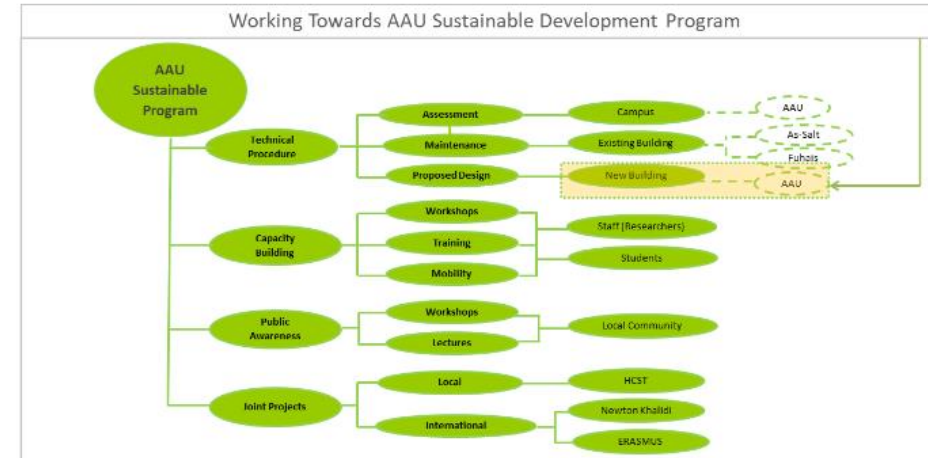 Working Towards AAU Sustainable Development Program
AAU
Sustainable
Program
Technical
Procedure
Assessment
Campus
AAU
Maintenance
Existing Building
As-Salt
Fuhais
Proposed Design
New Building
AAU
Capacity
Building
Workshops
Training
Mobility
Staff (Researchers)
Students
Public
Awareness
Workshops
Lectures
Local Community
Joint Projects
Local
HCST
International
Newton Khalidi
ERASMUS